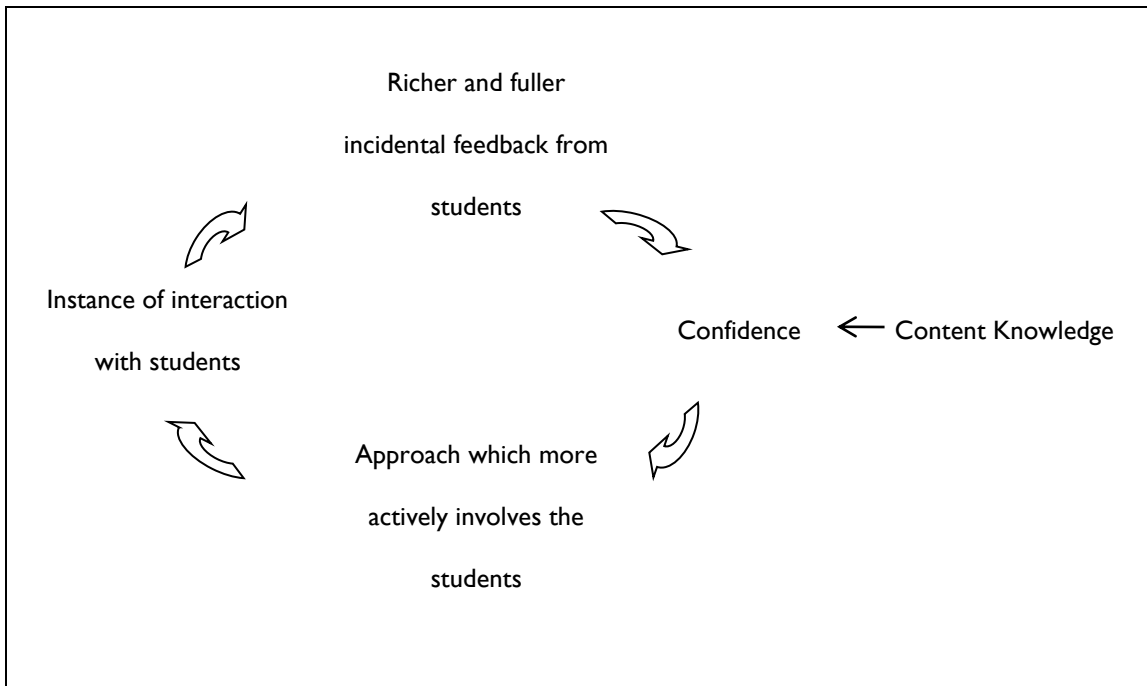 Richer and fuller
incidental feedback from
students
Instance of interaction
with students
Confidence
Content Knowledge
Approach which more
actively involves the
students